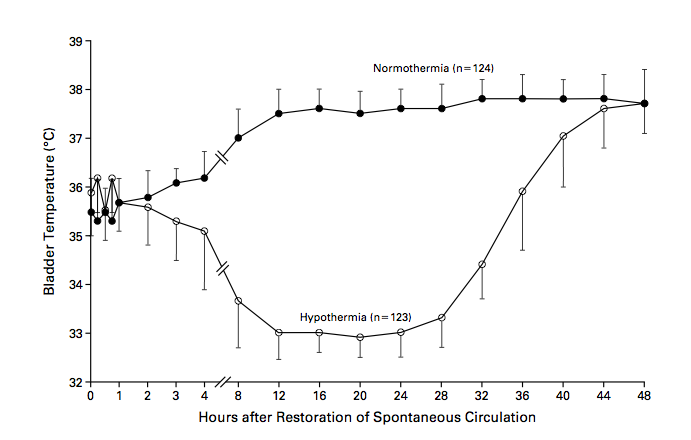 39
Normothermia (n=124)
38
37
36
35
34
33
32
Bladder Temperature (°C)
Hypothermia (n=123)
0 1 2 3 4 8 12 16 20 24 28 32 36 40 44 48
Hours after Restoration of Spontaneous Circulation